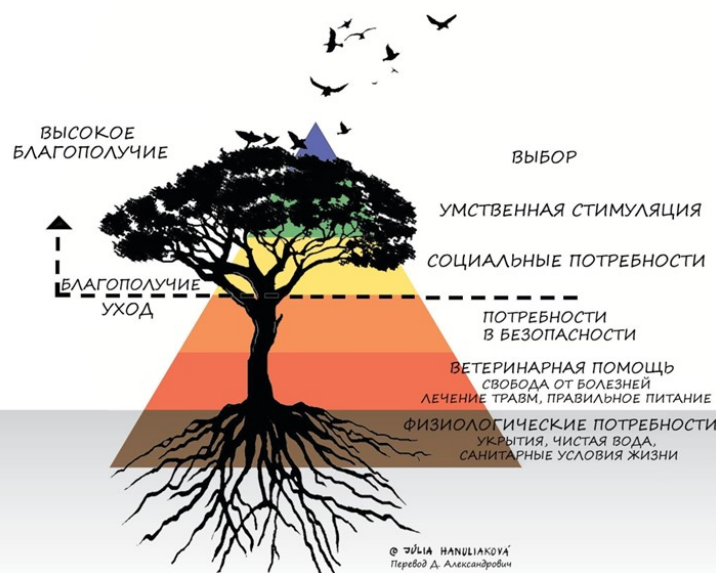 ВЫСОКОЕ
БЛАГОПОЛУЧИЕ
ВЫБОР
УМСТВЕННАЯ СТИМУЛЯЦИЯ
СОЦИАЛЬНЫЕ ПОТРЕБНОСТИ
БЛАГОПОЛУЧИЕ
УХОД
ПОТРЕБНОСТИ
В БЕЗОПАСНОСТИ
ВЕТЕРИНАРНАЯ ПОМОЩЬ
СВОБОДА ОТ БОЛЕЗНЕЙ
ЛЕЧЕНИЕ ТРАВМ, ПРАВИЛЬНОЕ ПИТАНИЕ
ФИЗИОЛОГИЧЕСКИЕ ПОТРЕБНОСТИ
УКРЫТИЯ, ЧИСТАЯ ВОДА,
САНИТАРНЫЕ УСЛОВИЯ ЖИЗНИ
@ JÚLIA HANULIAKOVÁ
Перевод Д. Александрович